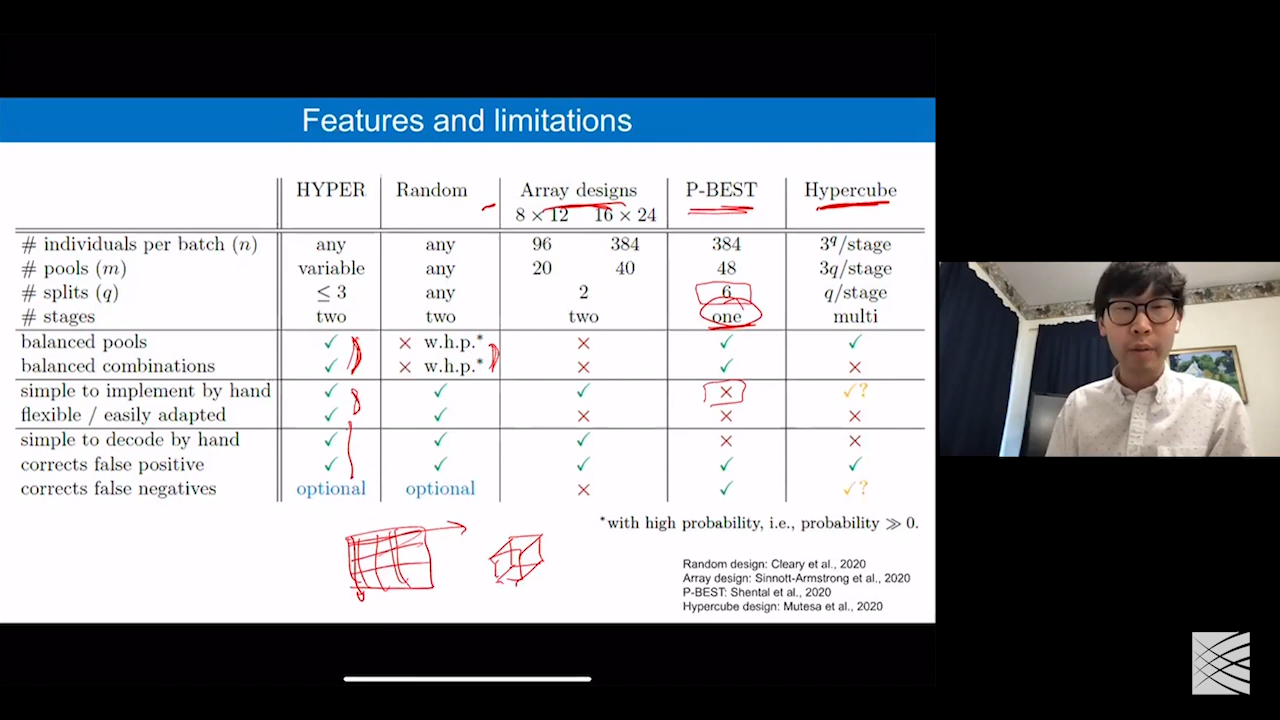 Features and limitations
HYPER Random Array designs P-BEST Hypercube
8 × 12 16 × 24
# individuals per batch (n) any any 96 384 384 3^q/stage
# pools (m) variable any 20 40 48 3q/stage
# splits (q) ≤ 3 any 2 6 q/stage
# stages two two two one multi
balanced pools ✓ × w.h.p.* × ✓ ✓
balanced combinations ✓ × w.h.p.* × ✓ ×
simple to implement by hand ✓ ✓ ✓ × ✓?
flexible / easily adapted ✓ ✓ × × ×
simple to decode by hand ✓ ✓ ✓ × ×
corrects false positive ✓ ✓ ✓ ✓ ✓
corrects false negatives optional optional × ✓ ✓?
*with high probability, i.e., probability ≫ 0.
Random design: Cleary et al., 2020
Array design: Sinnott-Armstrong et al., 2020
P-BEST: Shental et al., 2020
Hypercube design: Mutesa et al., 2020